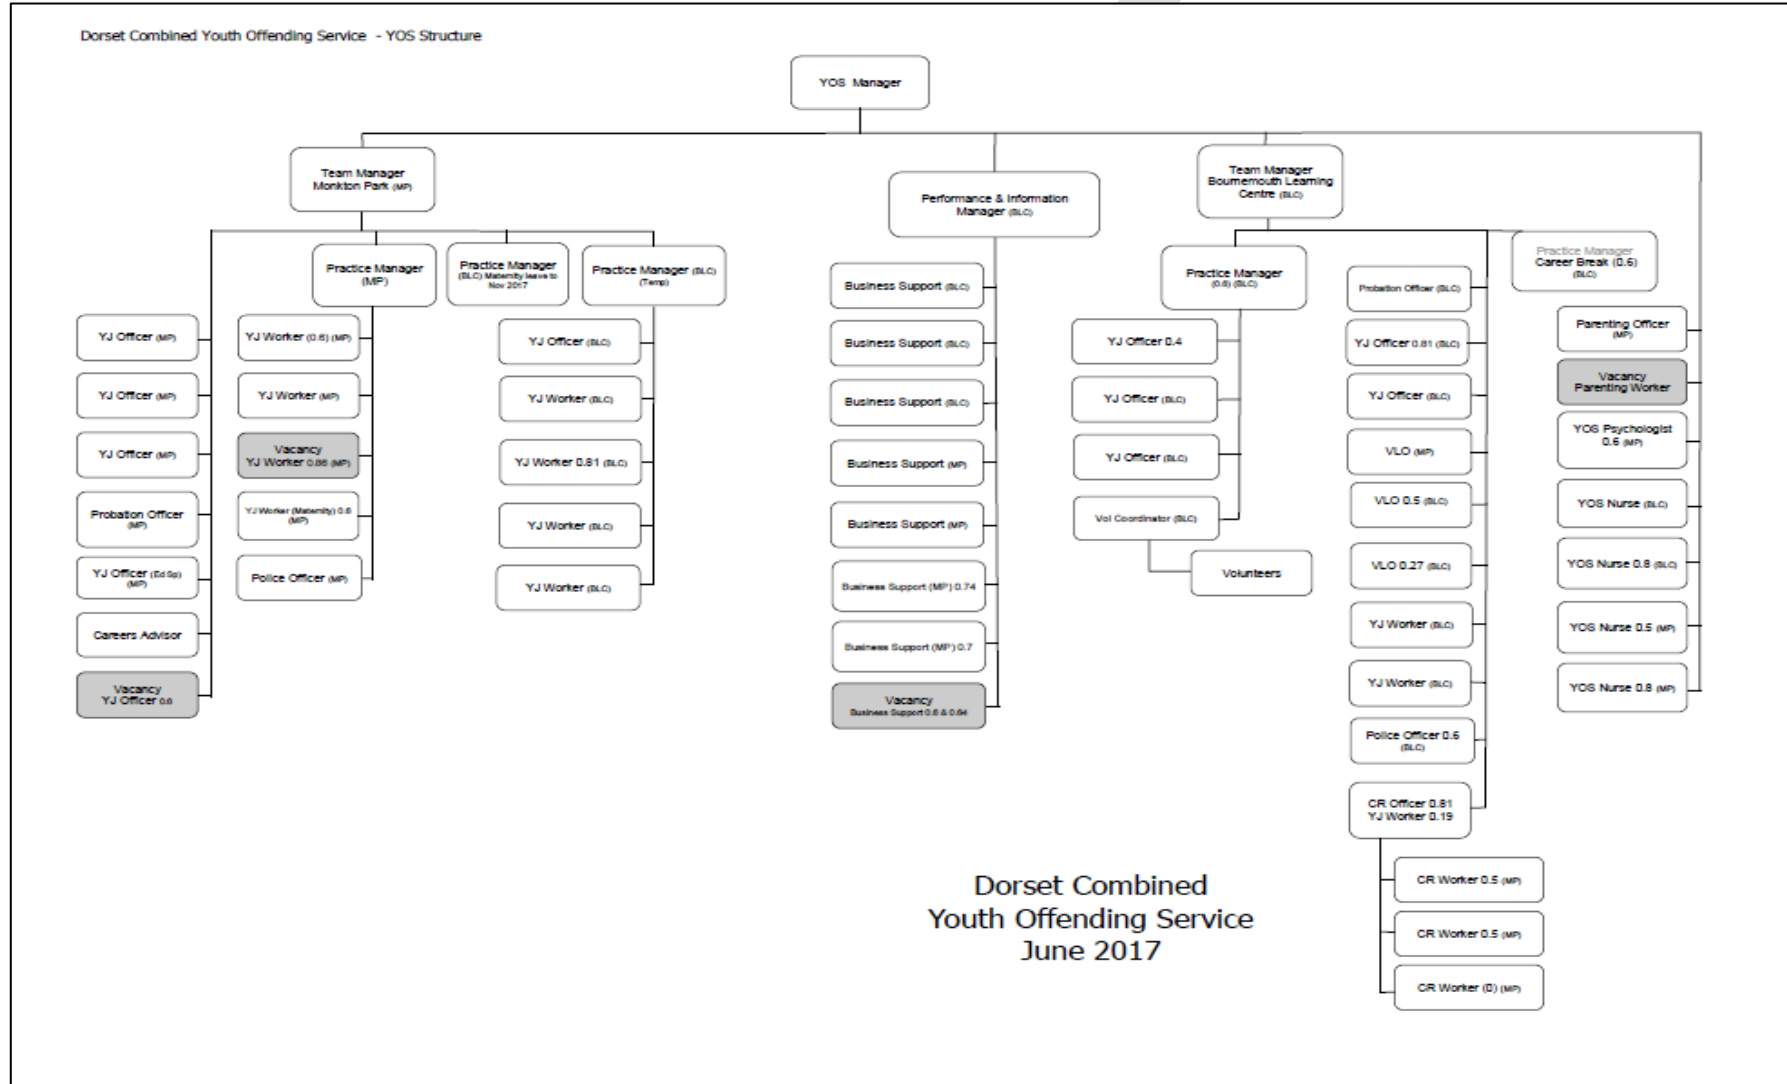 Dorset Combined Youth Offending Service - YOS Structure
YOS Manager
Team Manager
Monkton Park (MP)
Performance & Information
Manager (BLC)
Team Manager
Bournemouth Learning
Centre (BLC)
Practice Manager
(MP)
Practice Manager
(BLC) Maternity leave to
Nov 2017
Practice Manager (BLC)
(Temp)
Practice Manager
(0.6) (BLC)
Practice Manager
Career Break (0.6)
(BLC)
YJ Officer (MP)
YJ Officer (MP)
YJ Officer (MP)
Probation Officer
(MP)
YJ Officer (Ed Sp)
(MP)
Careers Advisor
Vacancy
YJ Officer 0.6
YJ Worker (0.6) (MP)
YJ Worker (MP)
Vacancy
YJ Worker 0.86 (MP)
YJ Worker (Maternity) 0.6
(MP)
Police Officer (MP)
YJ Officer (BLC)
YJ Worker (BLC)
YJ Worker 0.81 (BLC)
YJ Worker (BLC)
YJ Worker (BLC)
Business Support (BLC)
Business Support (BLC)
Business Support (BLC)
Business Support (MP)
Business Support (MP)
Business Support (MP) 0.74
Business Support (MP) 0.7
Vacancy
Business Support 0.6 & 0.64
YJ Officer 0.4
YJ Officer (BLC)
YJ Officer (BLC)
Vol Coordinator (BLC)
Volunteers
Probation Officer (BLC)
YJ Officer 0.81 (BLC)
YJ Officer (BLC)
VLO (MP)
VLO 0.5 (BLC)
VLO 0.27 (BLC)
YJ Worker (BLC)
YJ Worker (BLC)
Police Officer 0.6
(BLC)
CR Officer 0.81
YJ Worker 0.19
CR Worker 0.5 (MP)
CR Worker 0.5 (MP)
CR Worker (0) (MP)
Parenting Officer
(MP)
Vacancy
Parenting Worker
YOS Psychologist
0.6 (MP)
YOS Nurse (BLC)
YOS Nurse 0.8 (BLC)
YOS Nurse 0.5 (MP)
YOS Nurse 0.8 (MP)
Dorset Combined
Youth Offending Service
June 2017